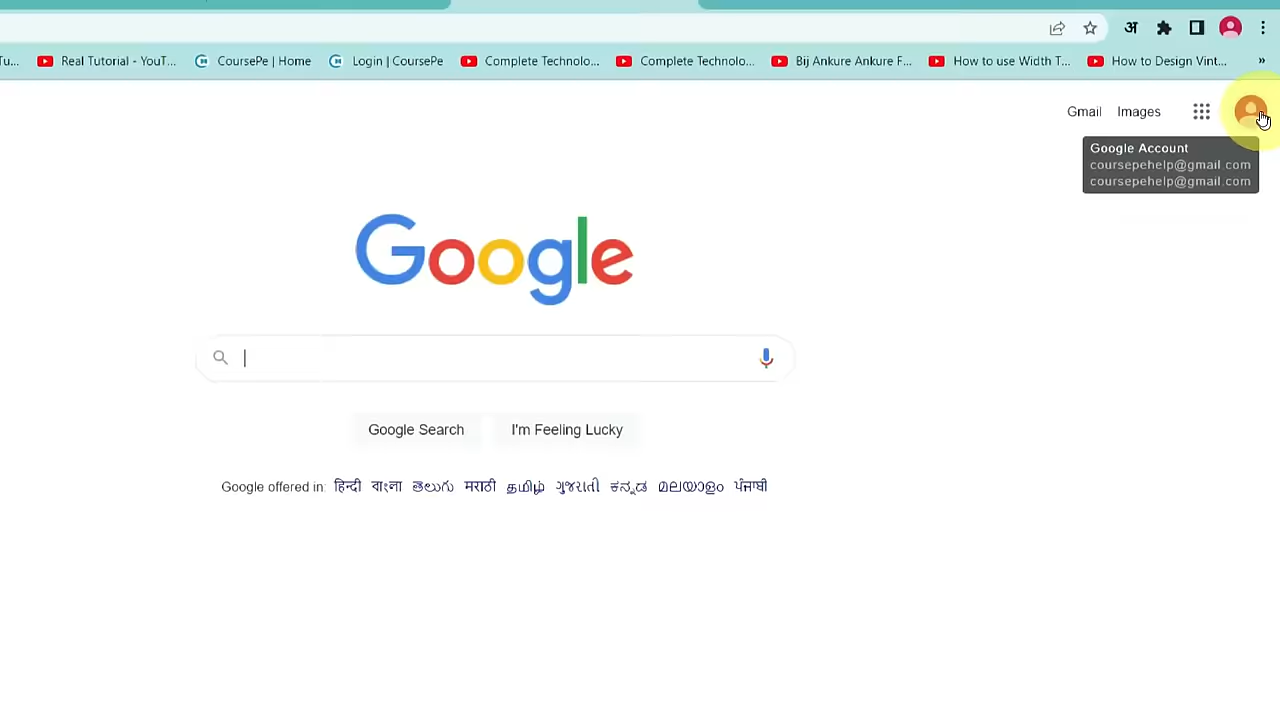 अ
Tu... Real Tutorial - YouT... CoursePe | Home Login | CoursePe Complete Technolo... Complete Technolo... Bij Ankure Ankure F... How to use Width T... How to Design Vint... »
Gmail Images
Google Account
coursepehelp@gmail.com
coursepehelp@gmail.com
Google
Google Search I'm Feeling Lucky
Google offered in: हिन्दी বাংলা తెలుగు मराठी தமிழ் ગુજરાતી ಕನ್ನಡ മലയാളം ਪੰਜਾਬੀ